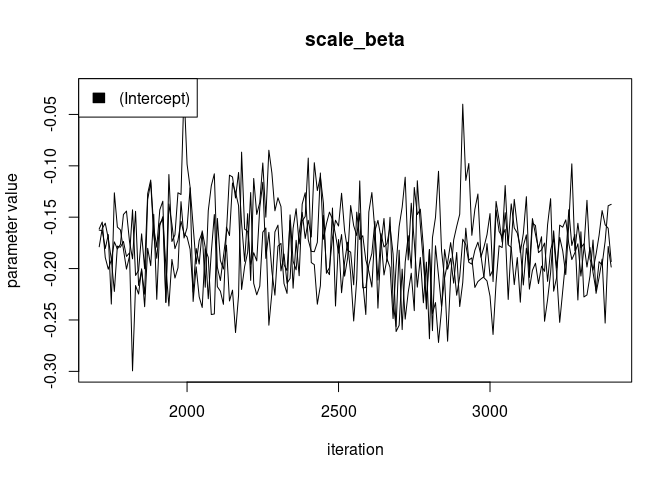 scale_beta
(Intercept)
parameter value
-0.05
-0.10
-0.15
-0.20
-0.25
-0.30
2000
2500
3000
iteration